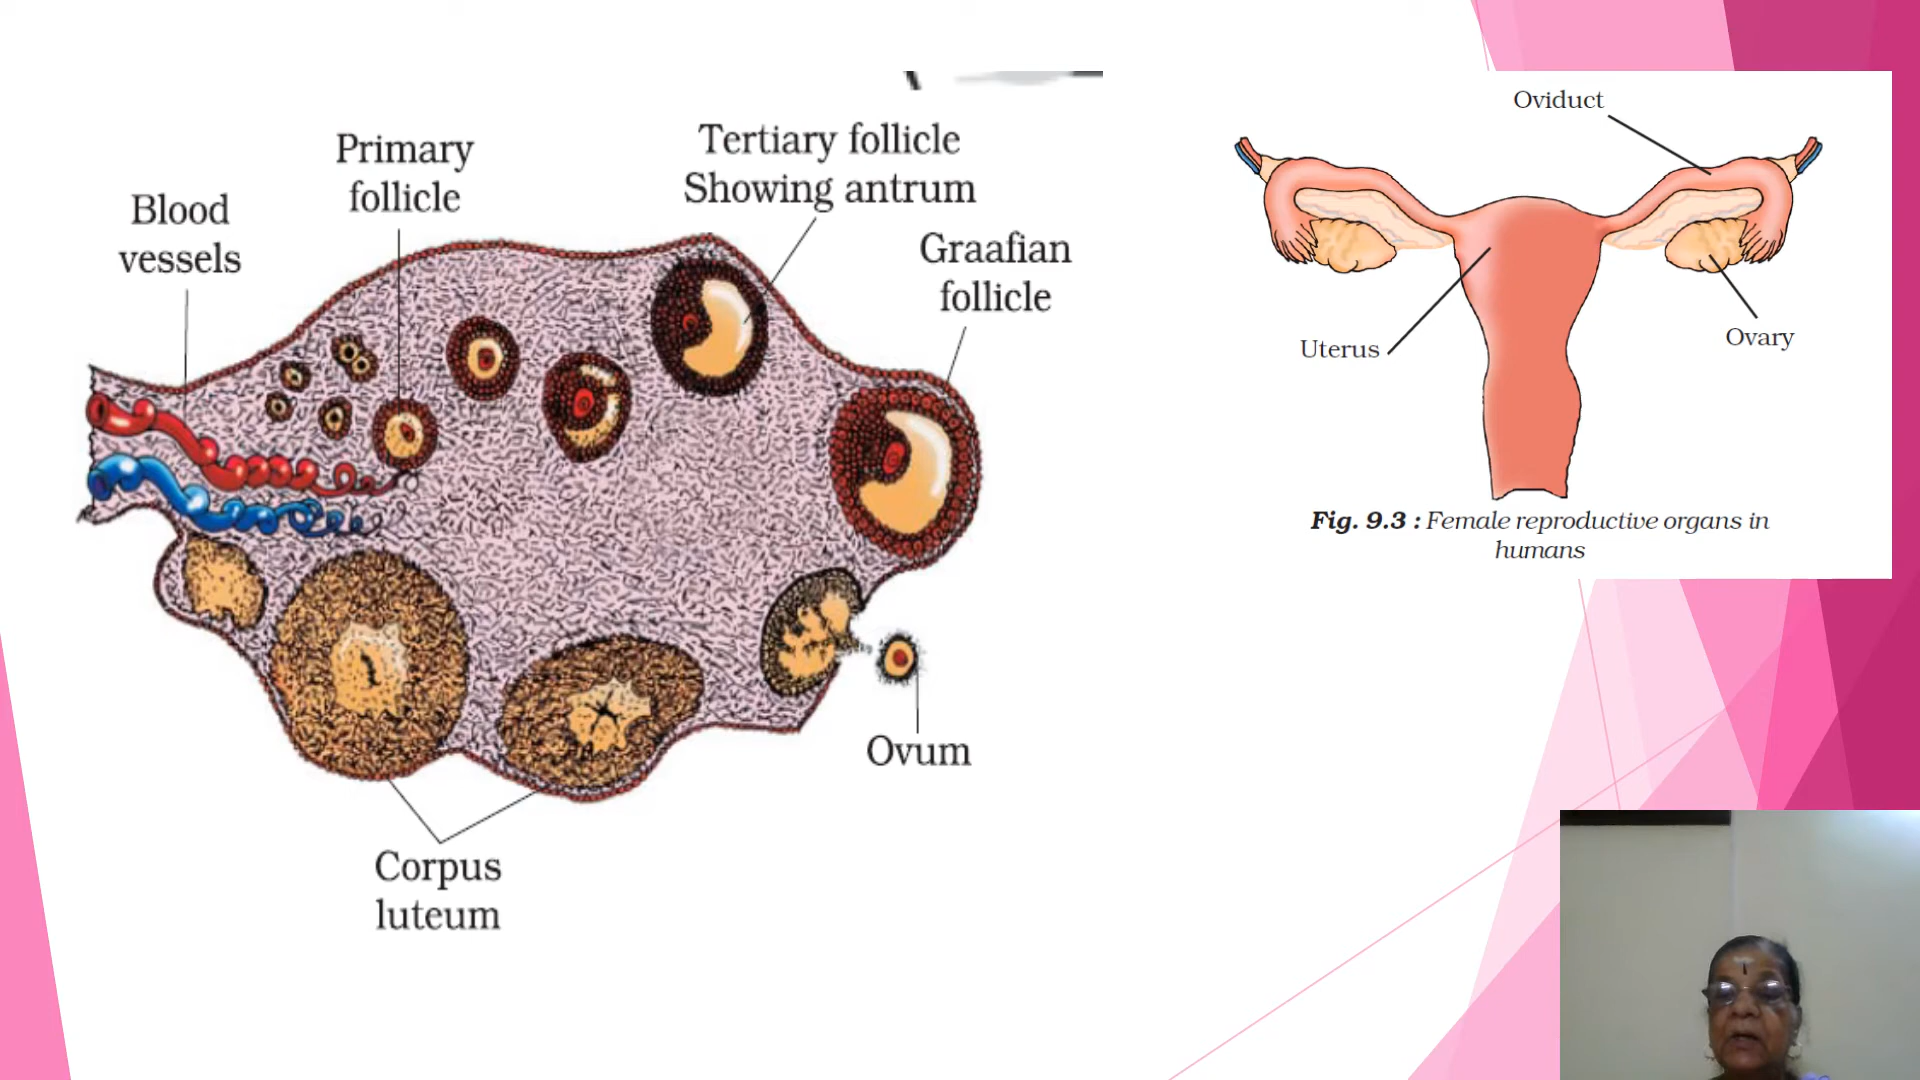 Primary
follicle
Blood
vessels
Tertiary follicle
Showing antrum
Graafian
follicle
Ovum
Corpus
luteum
Oviduct
Uterus
Ovary
Fig. 9.3 : Female reproductive organs in
humans